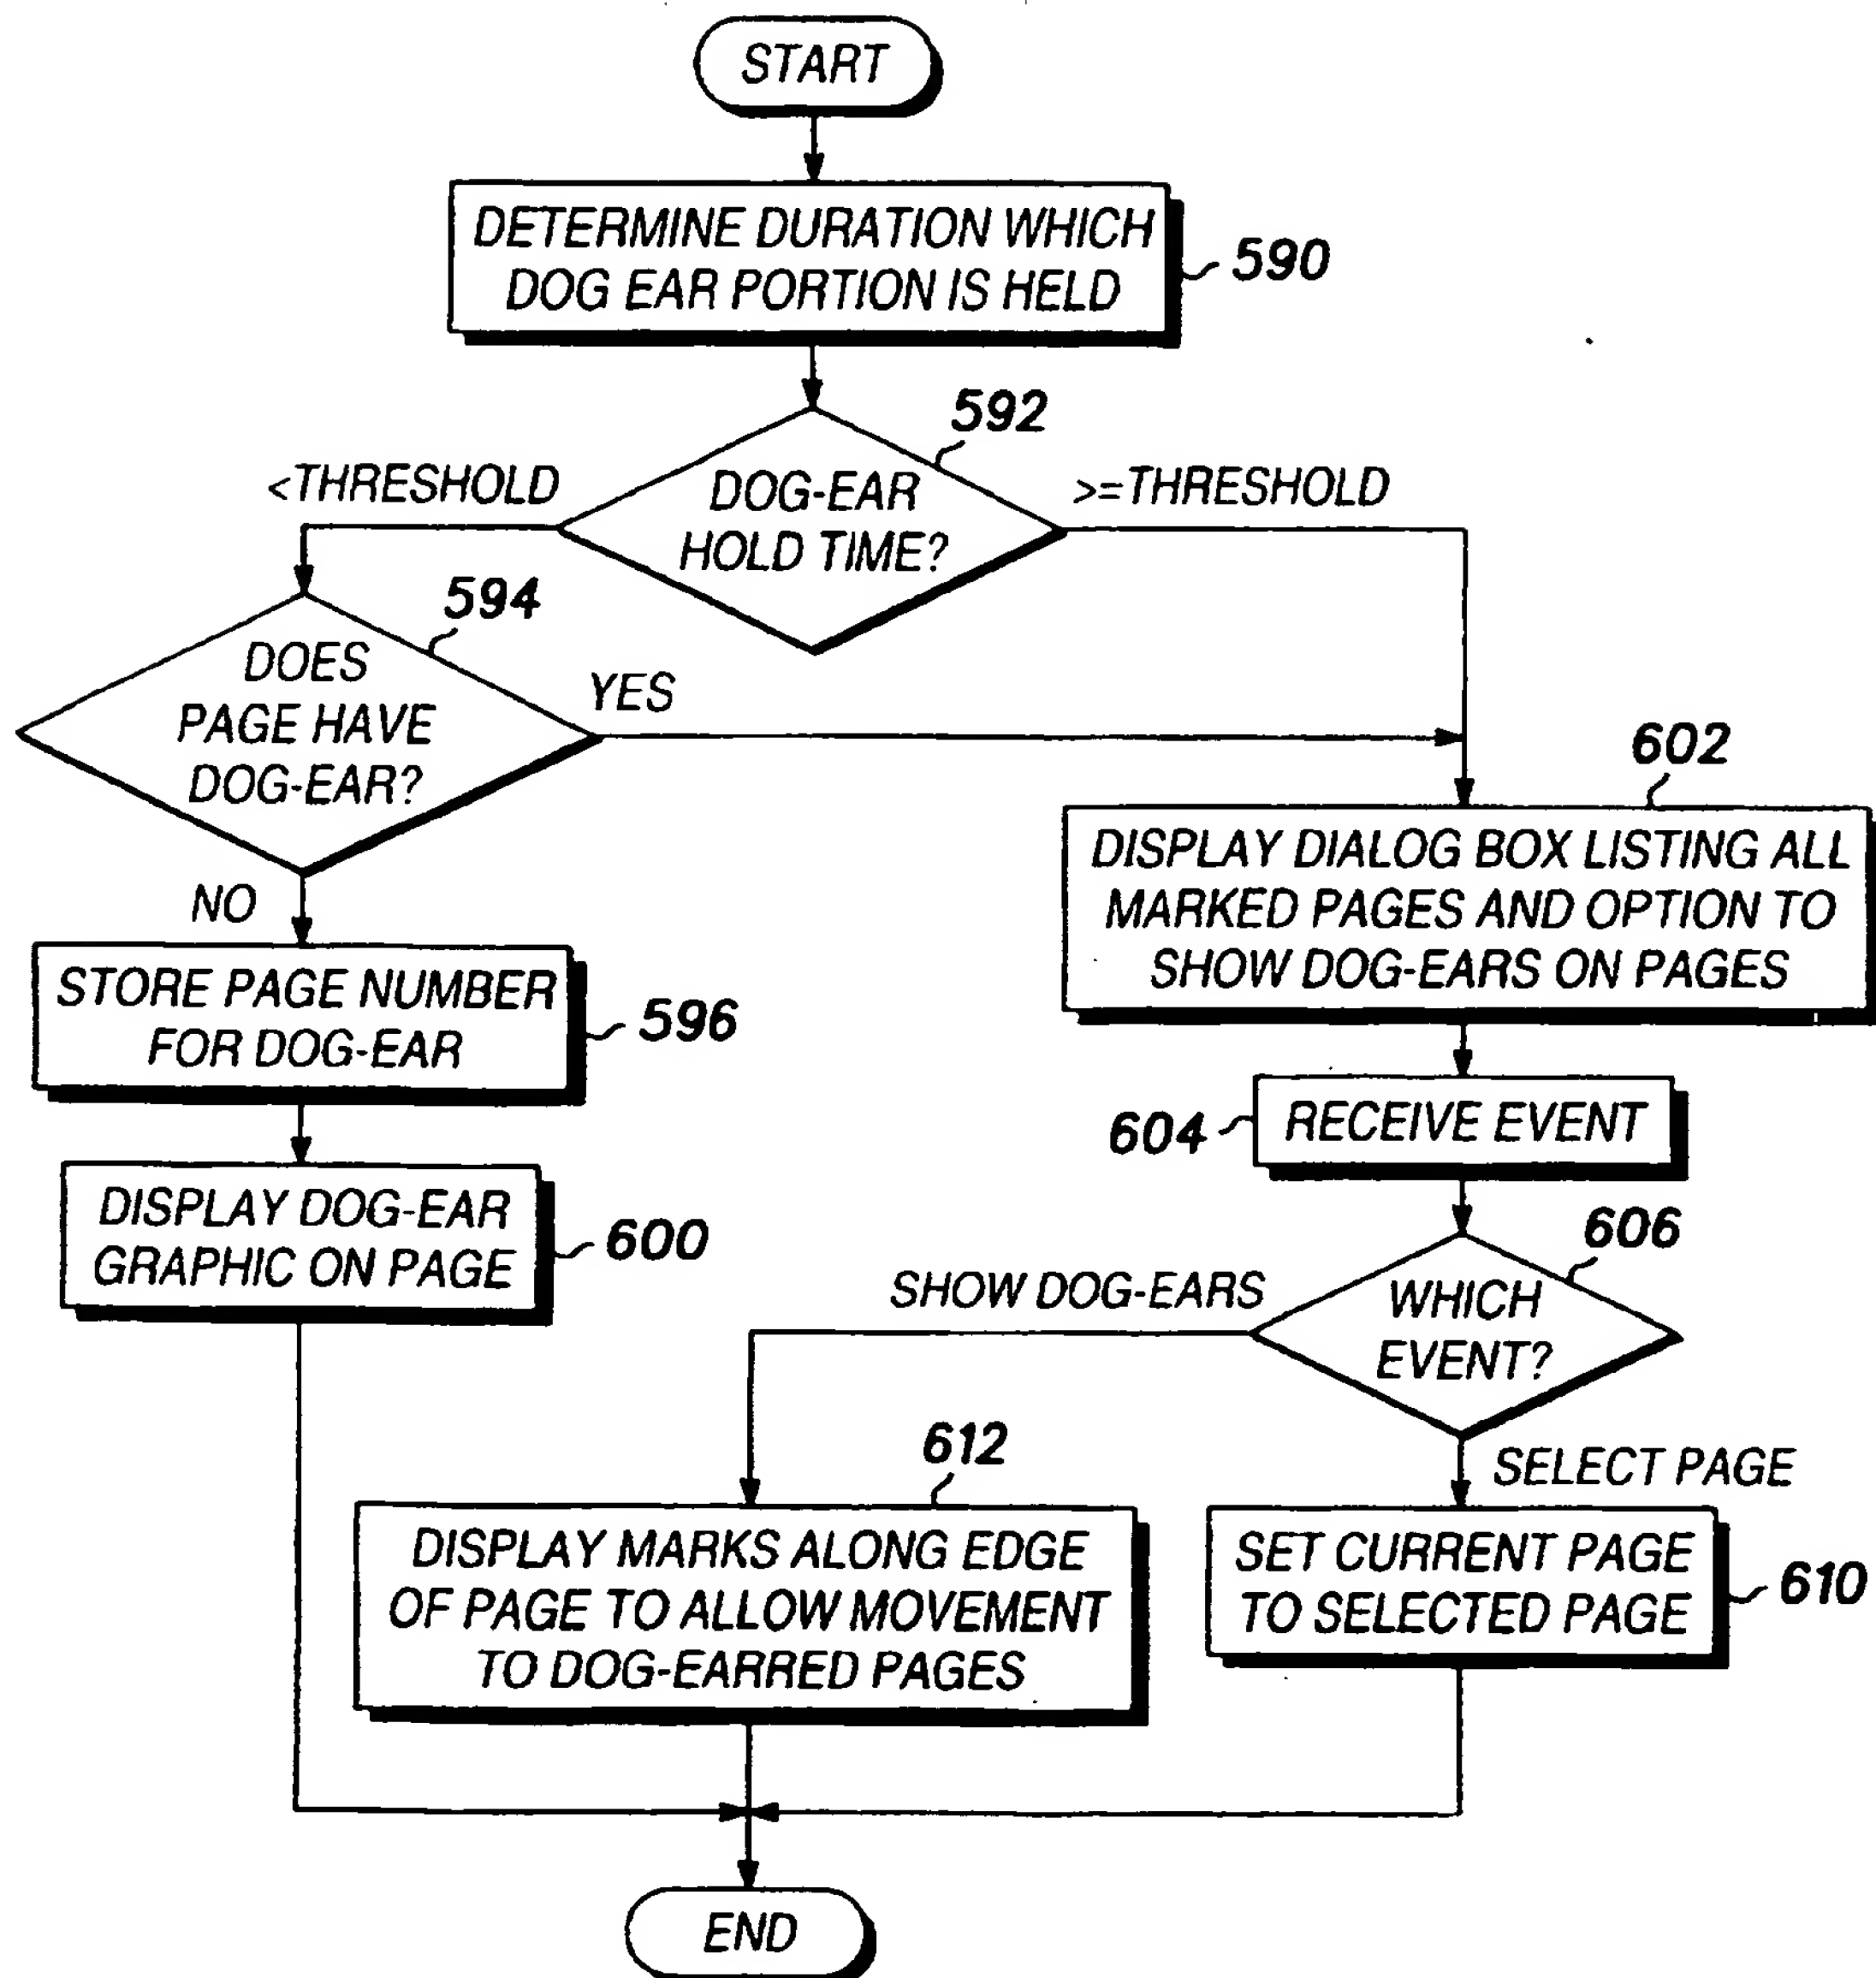 START
DETERMINE DURATION WHICH
DOG EAR PORTION IS HELD
590
592
<THRESHOLD
DOG-EAR
HOLD TIME?
>=THRESHOLD
594
DOES
PAGE HAVE
DOG-EAR?
YES
NO
602
DISPLAY DIALOG BOX LISTING ALL
MARKED PAGES AND OPTION TO
SHOW DOG-EARS ON PAGES
STORE PAGE NUMBER
FOR DOG-EAR
596
604
RECEIVE EVENT
DISPLAY DOG-EAR
GRAPHIC ON PAGE
600
606
SHOW DOG-EARS
WHICH
EVENT?
SELECT PAGE
612
DISPLAY MARKS ALONG EDGE
OF PAGE TO ALLOW MOVEMENT
TO DOG-EARRED PAGES
SET CURRENT PAGE
TO SELECTED PAGE
610
END